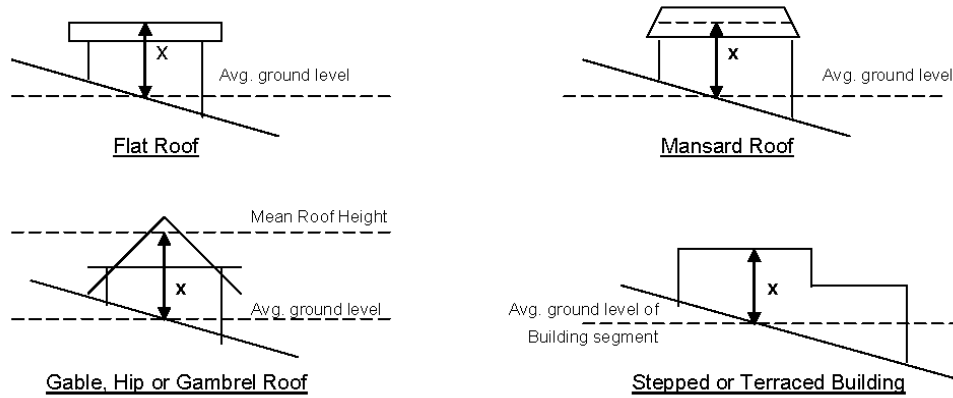 X
Avg. ground level
Flat Roof
x
Avg. ground level
Mansard Roof
Mean Roof Height
x
Avg. ground level
Gable, Hip or Gambrel Roof
x
Avg. ground level of
Building segment
Stepped or Terraced Building